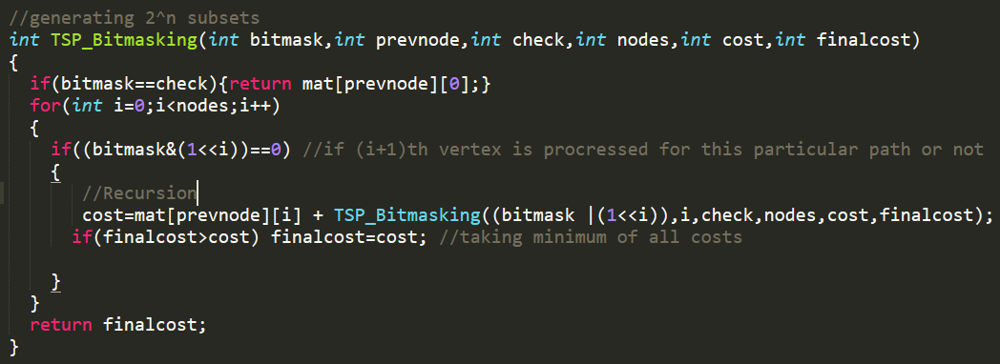 //generating 2^n subsets
int TSP_Bitmasking(int bitmask,int prevnode,int check,int nodes,int cost,int finalcost)
{
if(bitmask==check){return mat[prevnode][0];}
for(int i=0;i<nodes;i++)
{
if((bitmask&(1<<i))==0) //if (i+1)th vertex is procressed for this particular path or not
{
//Recursion
cost=mat[prevnode][i] + TSP_Bitmasking((bitmask |(1<<i)),i,check,nodes,cost,finalcost);
if(finalcost>cost) finalcost=cost; //taking minimum of all costs
}
}
return finalcost;
}